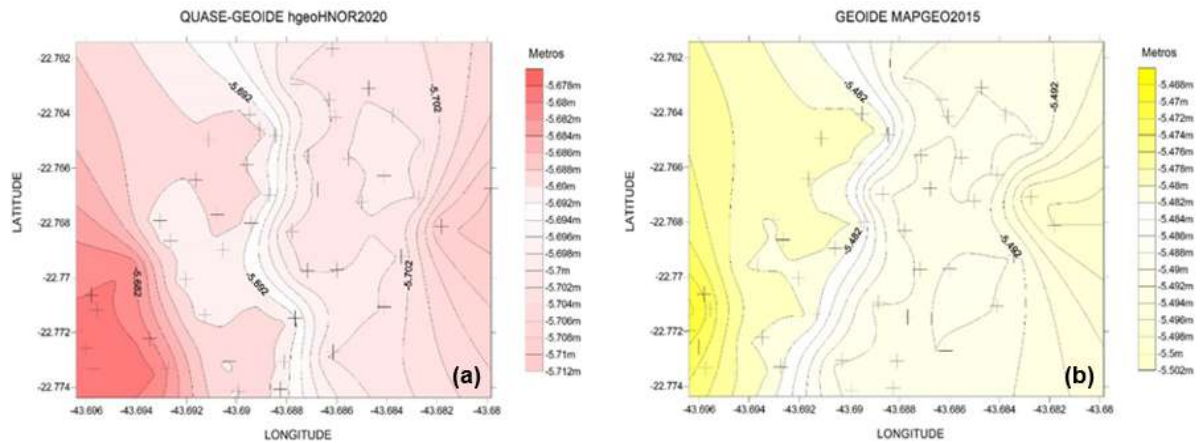 QUASE-GEOIDE hgeoHNOR2020
Metros
-5.678m
-5.68m
-5.682m
-5.684m
-5.686m
-5.688m
-5.69m
-5.692m
-5.694m
-5.696m
-5.698m
-5.7m
-5.702m
-5.704m
-5.706m
-5.708m
-5.71m
-5.712m
LATITUDE
-22.762
-22.764
-22.766
-22.768
-22.77
-22.772
-22.774
-5.692
-5.702
-5.682
-5.692
-5.702
(a)
-43.696
-43.694
-43.692
-43.69
-43.688
-43.686
-43.684
-43.682
-43.68
LONGITUDE
GEOIDE MAPGEO2015
Metros
-5.468m
-5.47m
-5.472m
-5.474m
-5.476m
-5.478m
-5.48m
-5.482m
-5.484m
-5.486m
-5.488m
-5.49m
-5.492m
-5.494m
-5.496m
-5.498m
-5.5m
-5.502m
LATITUDE
-22.762
-22.764
-22.766
-22.768
-22.77
-22.772
-22.774
-5.482
-5.492
-5.482
-5.492
(b)
-43.696
-43.694
-43.692
-43.69
-43.688
-43.686
-43.684
-43.682
-43.68
LONGITUDE